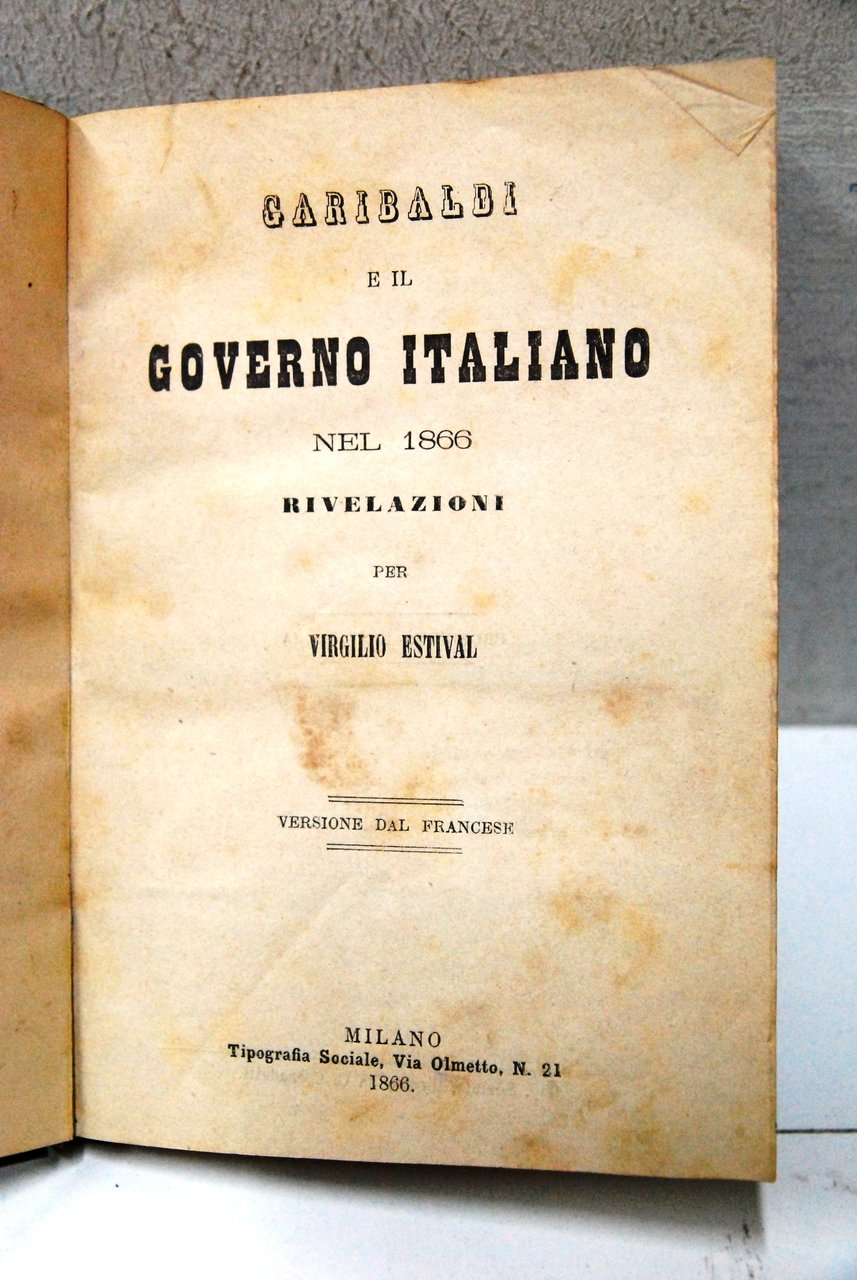 GARIBALDI
E IL
GOVERNO ITALIANO
NEL 1866
RIVELAZIONI
PER
VIRGILIO ESTIVAL
VERSIONE DAL FRANCESE
MILANO
Tipografia Sociale, Via Olmetto, N. 21
1866.